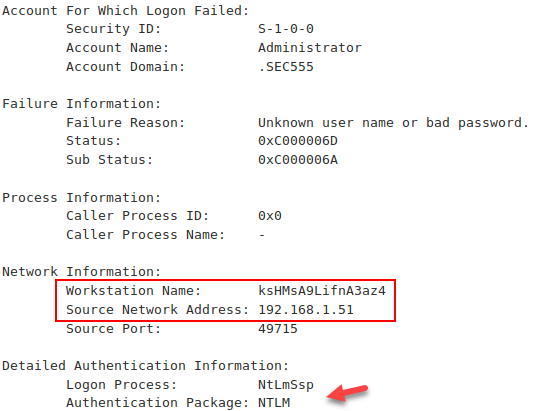 Account For Which Logon Failed:
Security ID: S-1-0-0
Account Name: Administrator
Account Domain: .SEC555
Failure Information:
Failure Reason: Unknown user name or bad password.
Status: 0xC000006D
Sub Status: 0xC000006A
Process Information:
Caller Process ID: 0x0
Caller Process Name: -
Network Information:
Workstation Name: ksHMsA9LifnA3az4
Source Network Address: 192.168.1.51
Source Port: 49715
Detailed Authentication Information:
Logon Process: NtLmSsp
Authentication Package: NTLM